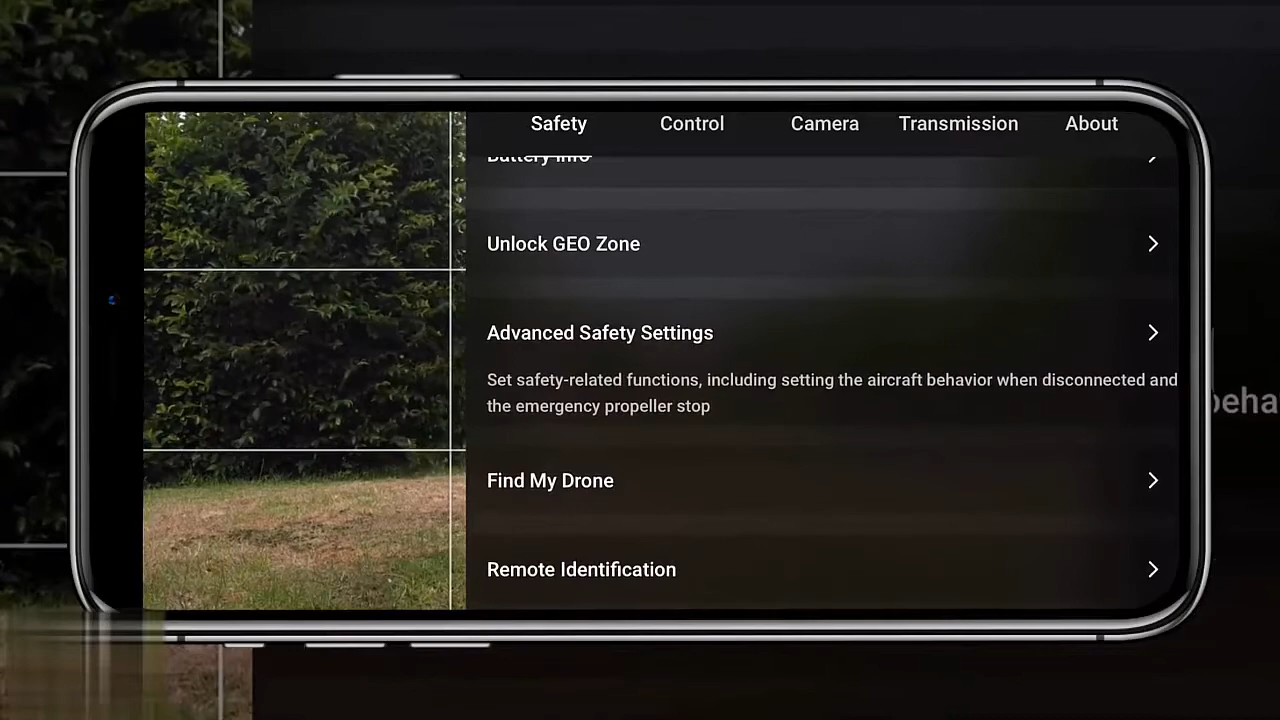 Safety Control Camera Transmission About
Battery Info
Unlock GEO Zone
Advanced Safety Settings
Set safety-related functions, including setting the aircraft behavior when disconnected and
the emergency propeller stop
Find My Drone
Remote Identification